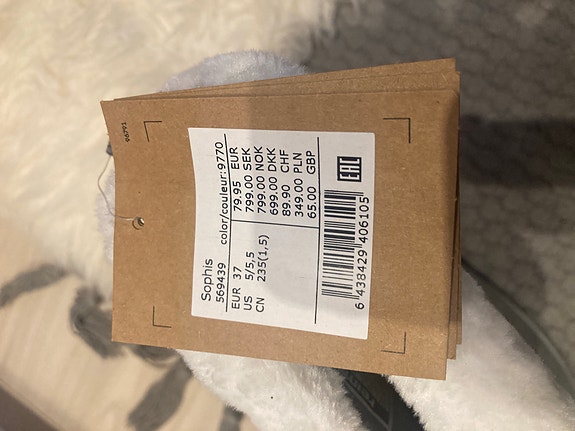 96791
Sophis
569439 color/couleur: 9770
EUR 37 79.95 EUR
US 5/5,5 799.00 SEK
CN 235(1,5) 799.00 NOK
699.00 DKK
89.90 CHF
349.00 PLN
65.00 GBP
6 438429 406105
EAC